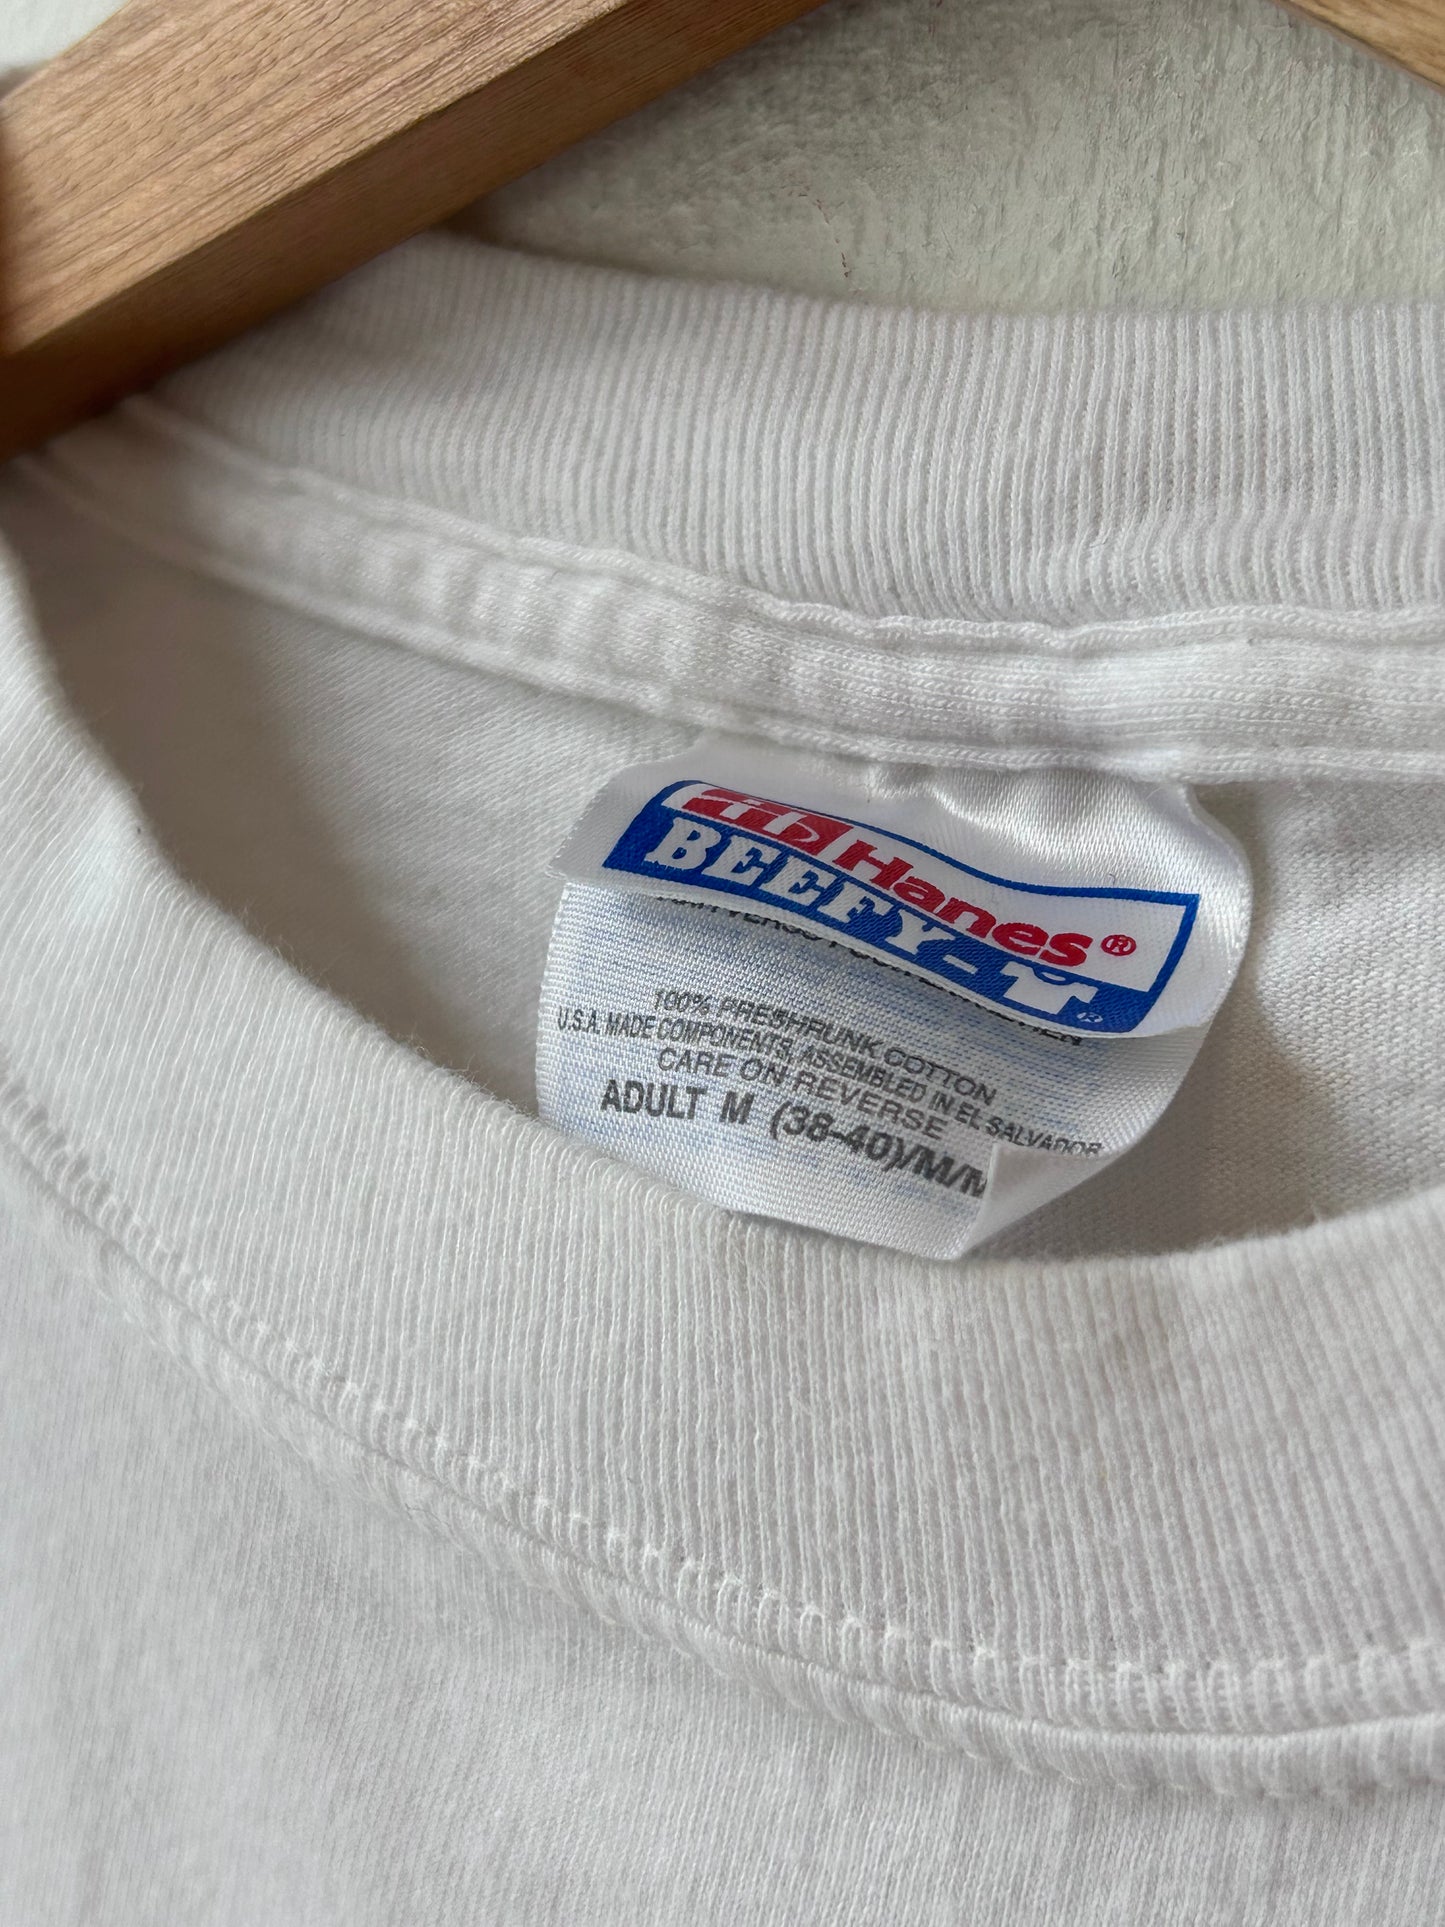 Hanes®
BEEFY-T®
100% PRESHRUNK COTTON
U.S.A. MADE COMPONENTS, ASSEMBLED IN EL SALVADOR
CARE ON REVERSE
ADULT M (38-40)/M/M